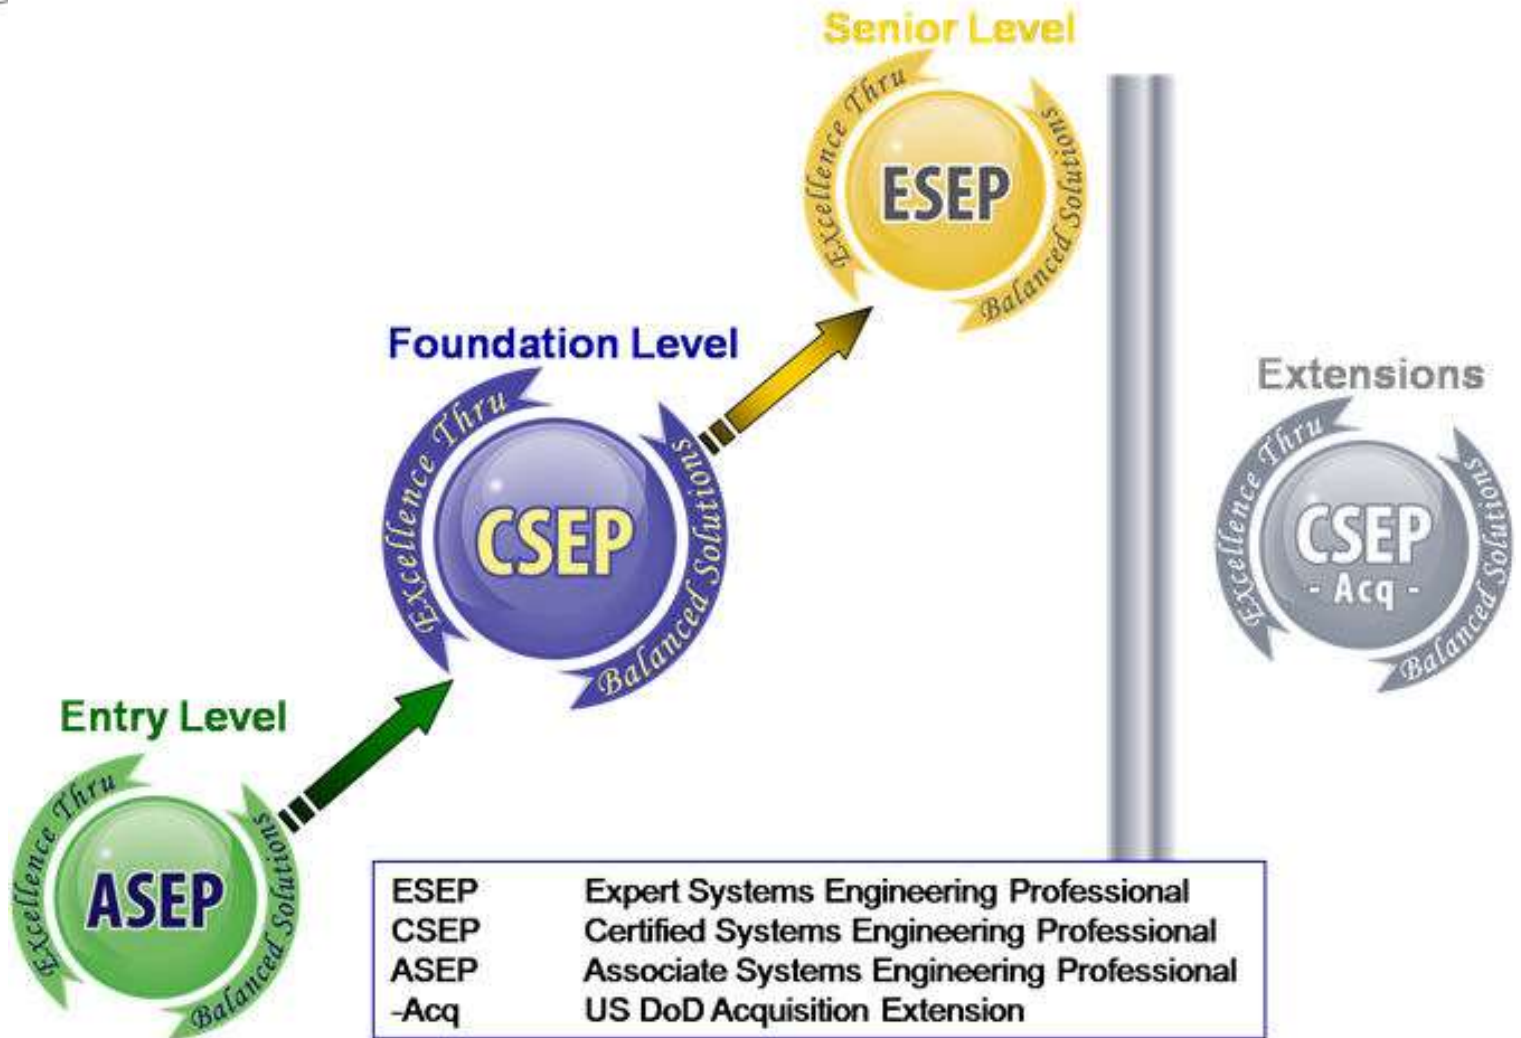 Senior Level
Excellence Thru
ESEP
Balanced Solutions
Foundation Level
Excellence Thru
CSEP
Balanced Solutions
Extensions
Excellence Thru
CSEP
- Acq -
Balanced Solutions
Entry Level
Excellence Thru
ASEP
Balanced Solutions
ESEP Expert Systems Engineering Professional
CSEP Certified Systems Engineering Professional
ASEP Associate Systems Engineering Professional
-Acq US DoD Acquisition Extension